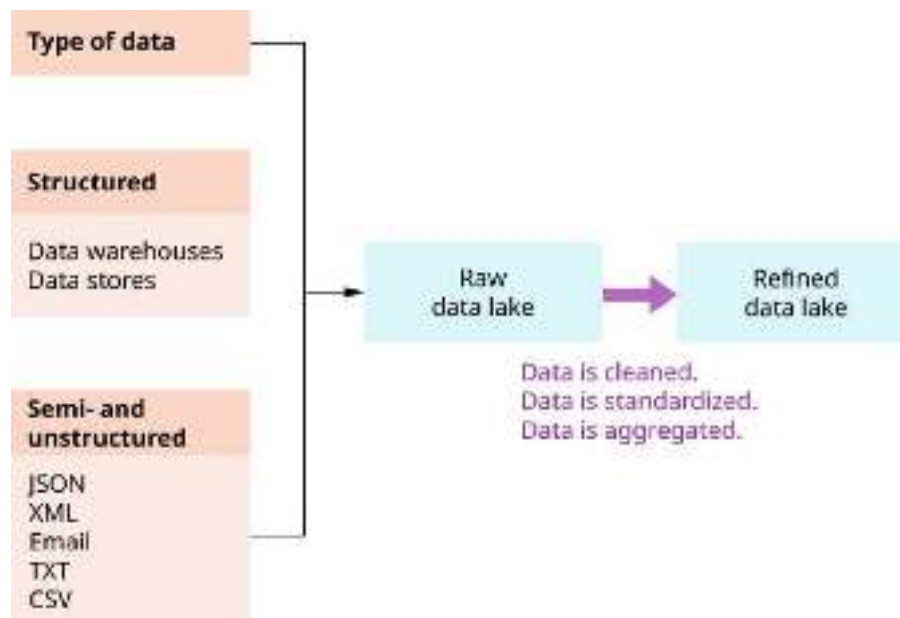 Type of data
Structured
Data warehouses
Data stores
Semi- and
unstructured
JSON
XML
Email
TXT
CSV
Raw
data lake
Refined
data lake
Data is cleaned.
Data is standardized.
Data is aggregated.